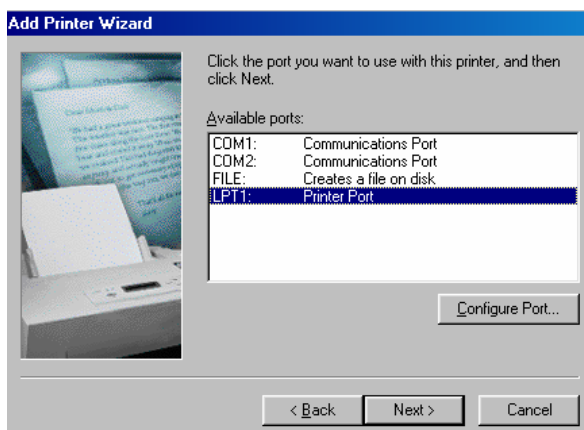 Add Printer Wizard
Click the port you want to use with this printer, and then
click Next.
Available ports:
COM1: Communications Port
COM2: Communications Port
FILE: Creates a file on disk
LPT1: Printer Port
Configure Port...
< Back Next > Cancel